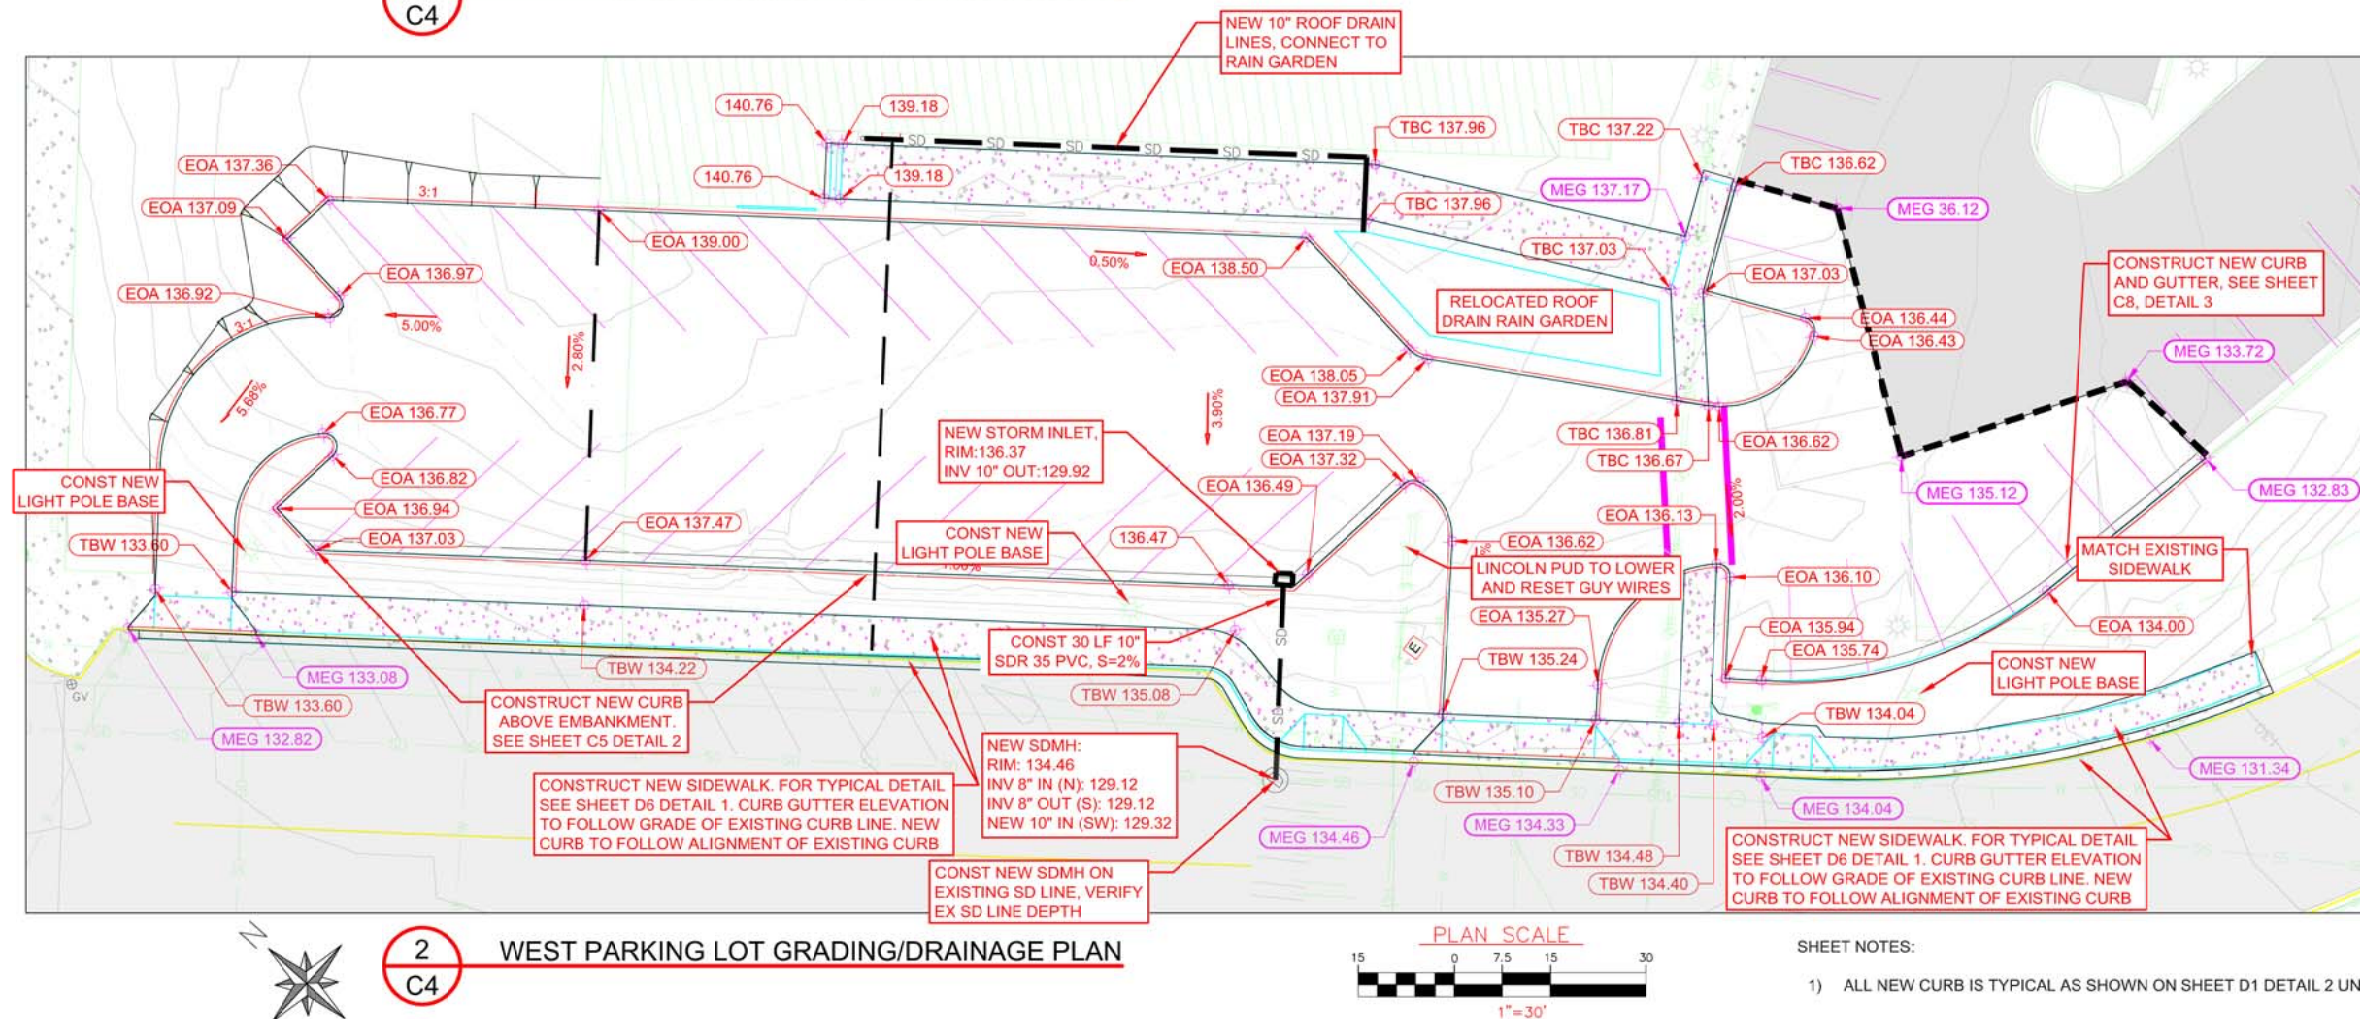 C4
NEW 10" ROOF DRAIN
LINES, CONNECT TO
RAIN GARDEN
140.76
139.18
TBC 137.96
TBC 137.22
EOA 137.36
TBC 136.62
140.76
139.18
MEG 137.17
3:1
EOA 137.09
TBC 137.96
MEG 36.12
EOA 139.00
TBC 137.03
0.50%
EOA 138.50
EOA 136.97
EOA 137.03
CONSTRUCT NEW CURB
AND GUTTER, SEE SHEET
C8, DETAIL 3
EOA 136.92
RELOCATED ROOF
DRAIN RAIN GARDEN
EOA 136.44
3:1
5.00%
EOA 136.43
2.80%
MEG 133.72
EOA 138.05
EOA 137.91
5.68%
3.90%
EOA 136.77
NEW STORM INLET,
RIM:136.37
INV 10" OUT:129.92
EOA 137.19
TBC 136.81
EOA 136.62
EOA 137.32
TBC 136.67
EOA 136.82
CONST NEW
LIGHT POLE BASE
EOA 136.49
MEG 135.12
MEG 132.83
2.00%
EOA 136.94
EOA 137.47
EOA 136.13
CONST NEW
LIGHT POLE BASE
136.47
EOA 137.03
TBW 133.60
EOA 136.62
LINCOLN PUD TO LOWER
AND RESET GUY WIRES
MATCH EXISTING
SIDEWALK
EOA 136.10
EOA 135.27
EOA 135.94
EOA 134.00
CONST 30 LF 10"
SDR 35 PVC, S=2%
E
EOA 135.74
TBW 135.24
TBW 134.22
CONST NEW
LIGHT POLE BASE
MEG 133.08
TBW 135.08
GV
TBW 133.60
CONSTRUCT NEW CURB
ABOVE EMBANKMENT.
SEE SHEET C5 DETAIL 2
TBW 134.04
MEG 132.82
NEW SDMH:
RIM: 134.46
INV 8" IN (N): 129.12
INV 8" OUT (S): 129.12
NEW 10" IN (SW): 129.32
MEG 131.34
CONSTRUCT NEW SIDEWALK. FOR TYPICAL DETAIL
SEE SHEET D6 DETAIL 1. CURB GUTTER ELEVATION
TO FOLLOW GRADE OF EXISTING CURB LINE. NEW
CURB TO FOLLOW ALIGNMENT OF EXISTING CURB
TBW 135.10
MEG 134.04
MEG 134.46
MEG 134.33
CONSTRUCT NEW SIDEWALK. FOR TYPICAL DETAIL
SEE SHEET D6 DETAIL 1. CURB GUTTER ELEVATION
TO FOLLOW GRADE OF EXISTING CURB LINE. NEW
CURB TO FOLLOW ALIGNMENT OF EXISTING CURB
TBW 134.48
TBW 134.40
CONST NEW SDMH ON
EXISTING SD LINE, VERIFY
EX SD LINE DEPTH
SD SD SD SD SD SD
SD
SD
N
2
C4
WEST PARKING LOT GRADING/DRAINAGE PLAN
PLAN SCALE
15 0 7.5 15 30
1"=30'
SHEET NOTES:
1) ALL NEW CURB IS TYPICAL AS SHOWN ON SHEET D1 DETAIL 2 UN